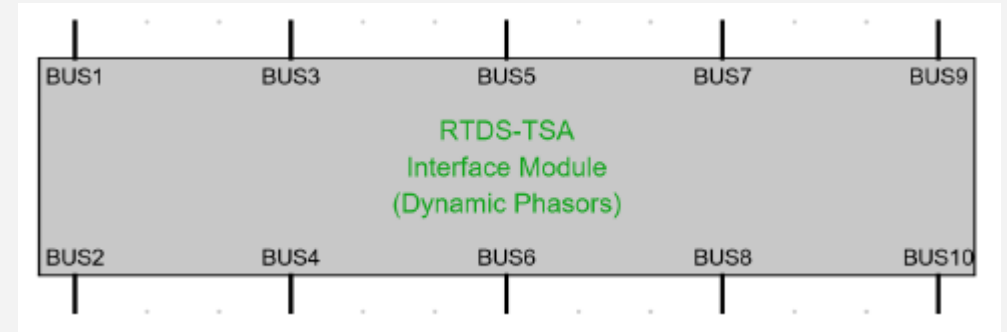 BUS1 BUS3 BUS5 BUS7 BUS9
RTDS-TSA
Interface Module
(Dynamic Phasors)
BUS2 BUS4 BUS6 BUS8 BUS10